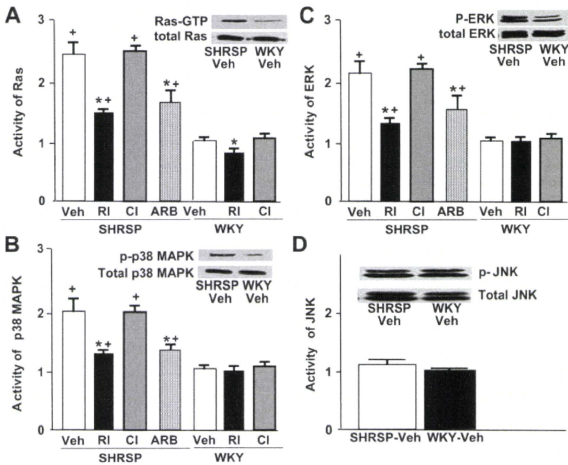 A
Activity of Ras
3
2
1
0
Ras-GTP
total Ras
SHRSP WKY
Veh Veh
+
*+
+
*+
*
Veh RI CI ARB Veh RI CI
SHRSP WKY
C
Activity of ERK
3
2
1
0
P-ERK
total ERK
SHRSP WKY
Veh Veh
+
*+
+
*+
Veh RI CI ARB Veh RI CI
SHRSP WKY
B
Activity of p38 MAPK
3
2
1
0
p-p38 MAPK
Total p38 MAPK
SHRSP WKY
Veh Veh
+
*+
+
*+
Veh RI CI ARB Veh RI CI
SHRSP WKY
D
Activity of JNK
3
2
1
0
p-JNK
Total JNK
SHRSP WKY
Veh Veh
SHRSP-Veh WKY-Veh